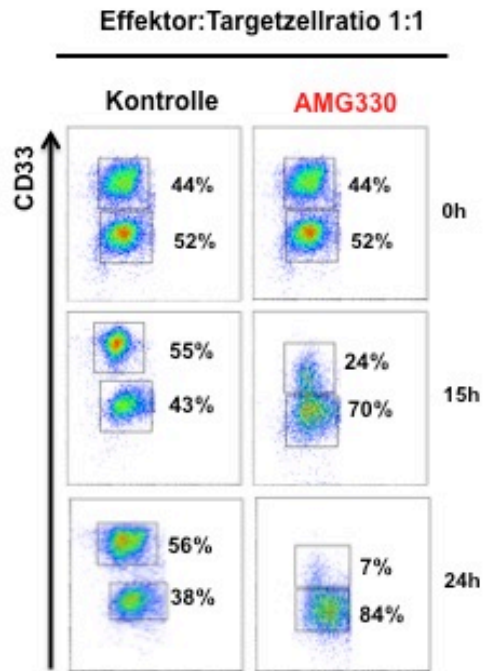 Effektor:Targetzellratio 1:1
Kontrolle AMG330
CD33
44% 44%
52% 52%
0h
55% 24%
43% 70%
15h
56% 7%
38% 84%
24h